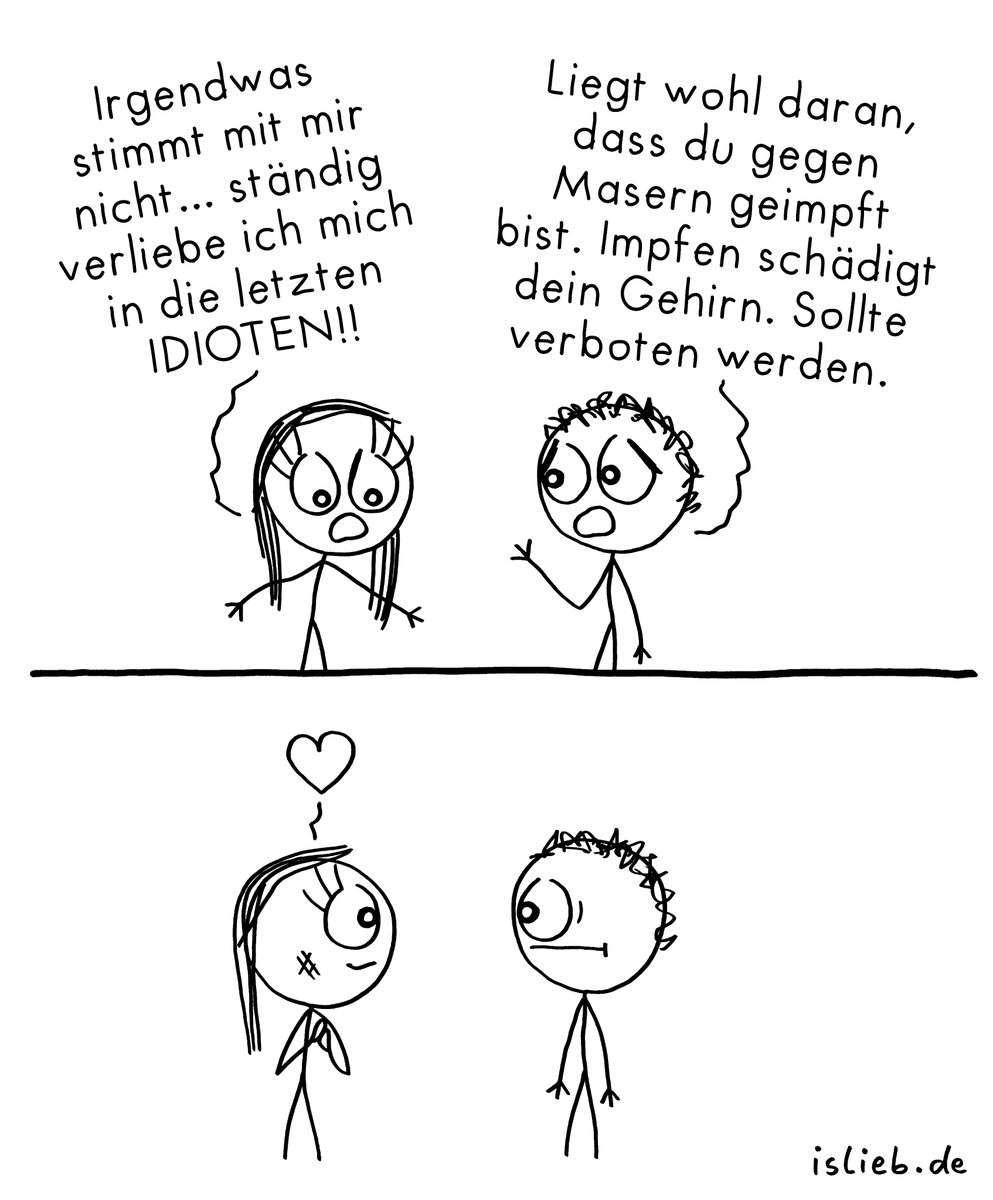 Irgendwas
stimmt mit mir
nicht... ständig
verliebe ich mich
in die letzten
IDIOTEN!!
Liegt wohl daran,
dass du gegen
Masern geimpft
bist. Impfen schädigt
dein Gehirn. Sollte
verboten werden.
islieb.de